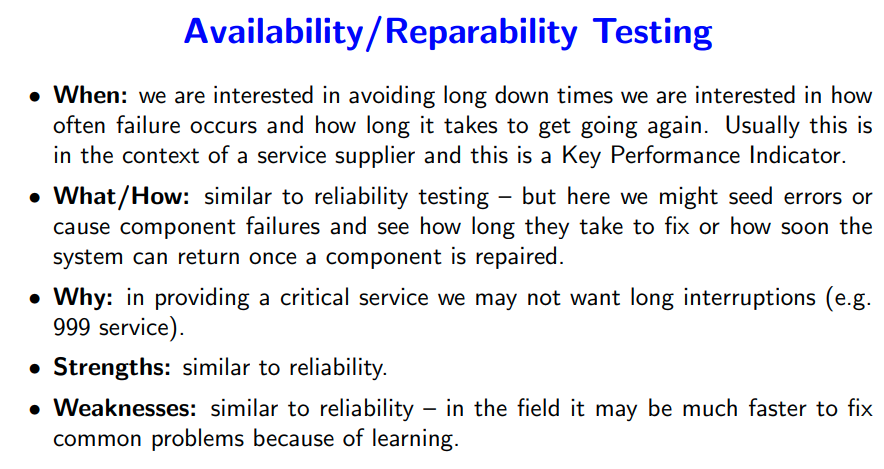 Availability/Reparability Testing
• When: we are interested in avoiding long down times we are interested in how
often failure occurs and how long it takes to get going again. Usually this is
in the context of a service supplier and this is a Key Performance Indicator.
• What/How: similar to reliability testing – but here we might seed errors or
cause component failures and see how long they take to fix or how soon the
system can return once a component is repaired.
• Why: in providing a critical service we may not want long interruptions (e.g.
999 service).
• Strengths: similar to reliability.
• Weaknesses: similar to reliability – in the field it may be much faster to fix
common problems because of learning.